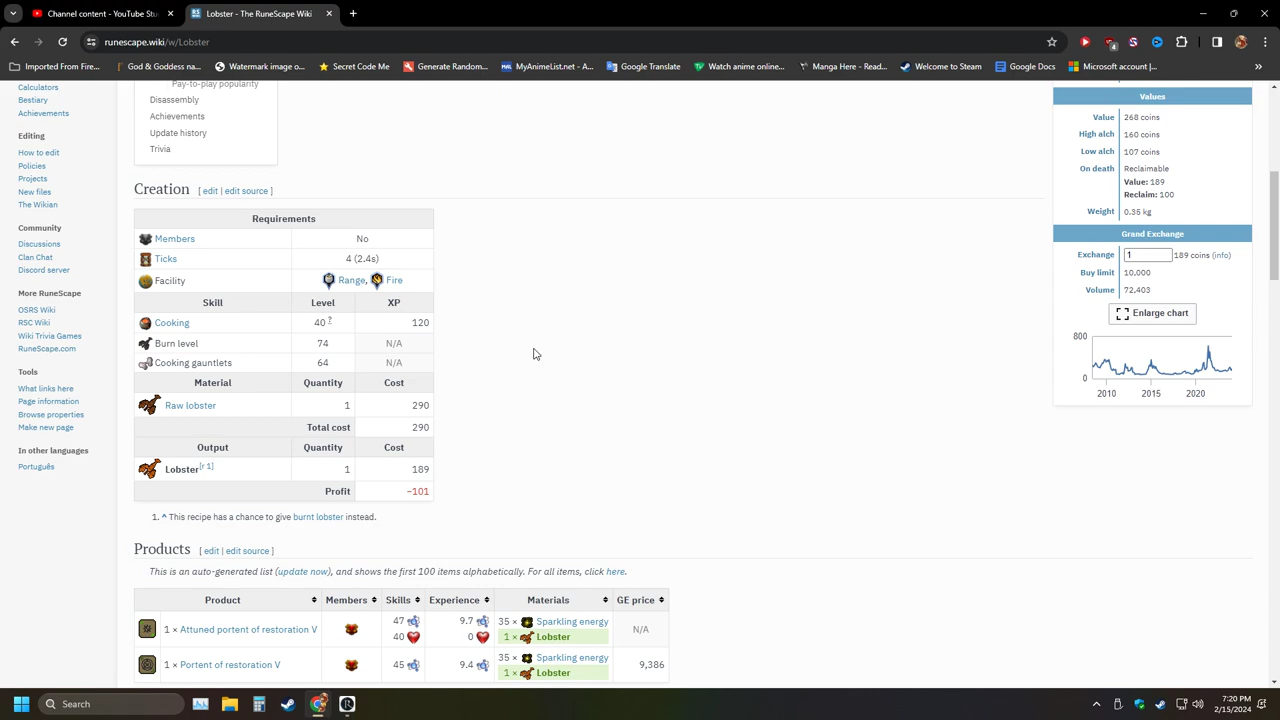 Channel content - YouTube Stu
Lobster - The RuneScape Wiki
runescape.wiki/w/Lobster
4
Imported From Fire...
God & Goddess na...
Watermark image o...
Secret Code Me
Generate Random...
MyAnimeList.net - A...
Google Translate
Watch anime online...
Manga Here - Read...
Welcome to Steam
Google Docs
Microsoft account |...
Calculators
Bestiary
Achievements
Editing
How to edit
Policies
Projects
New files
The Wikian
Community
Discussions
Clan Chat
Discord server
More RuneScape
OSRS Wiki
RSC Wiki
Wiki Trivia Games
RuneScape.com
Tools
What links here
Page information
Browse properties
Make new page
In other languages
Português
Pay-to-play popularity
Disassembly
Achievements
Update history
Trivia
Creation [ edit | edit source ]
Requirements
Members No
Ticks 4 (2.4s)
Facility Range, Fire
Skill Level XP
Cooking 40 ? 120
Burn level 74 N/A
Cooking gauntlets 64 N/A
Material Quantity Cost
Raw lobster 1 290
Total cost 290
Output Quantity Cost
Lobster[r 1] 1 189
Profit −101
1. ^ This recipe has a chance to give burnt lobster instead.
Products [ edit | edit source ]
This is an auto-generated list (update now), and shows the first 100 items alphabetically. For all items, click here.
Product Members Skills Experience Materials GE price
1 × Attuned portent of restoration V 47 9.7 35 × Sparkling energy N/A
40 0 1 × Lobster
1 × Portent of restoration V 45 9.4 35 × Sparkling energy 9,386
1 × Lobster
Values
Value 268 coins
High alch 160 coins
Low alch 107 coins
On death Reclaimable
Value: 189
Reclaim: 100
Weight 0.35 kg
Grand Exchange
Exchange 1 189 coins (info)
Buy limit 10,000
Volume 72,403
Enlarge chart
800
0
2010 2015 2020
Search
7:20 PM
2/15/2024